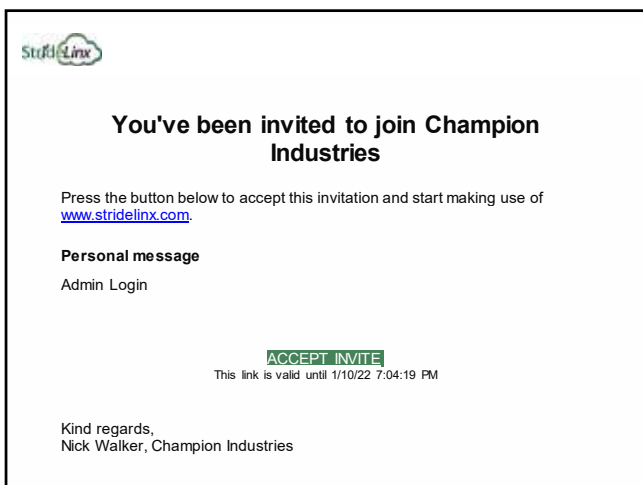 StrideLinx
You've been invited to join Champion
Industries
Press the button below to accept this invitation and start making use of
www.stridelinx.com.
Personal message
Admin Login
ACCEPT INVITE
This link is valid until 1/10/22 7:04:19 PM
Kind regards,
Nick Walker, Champion Industries